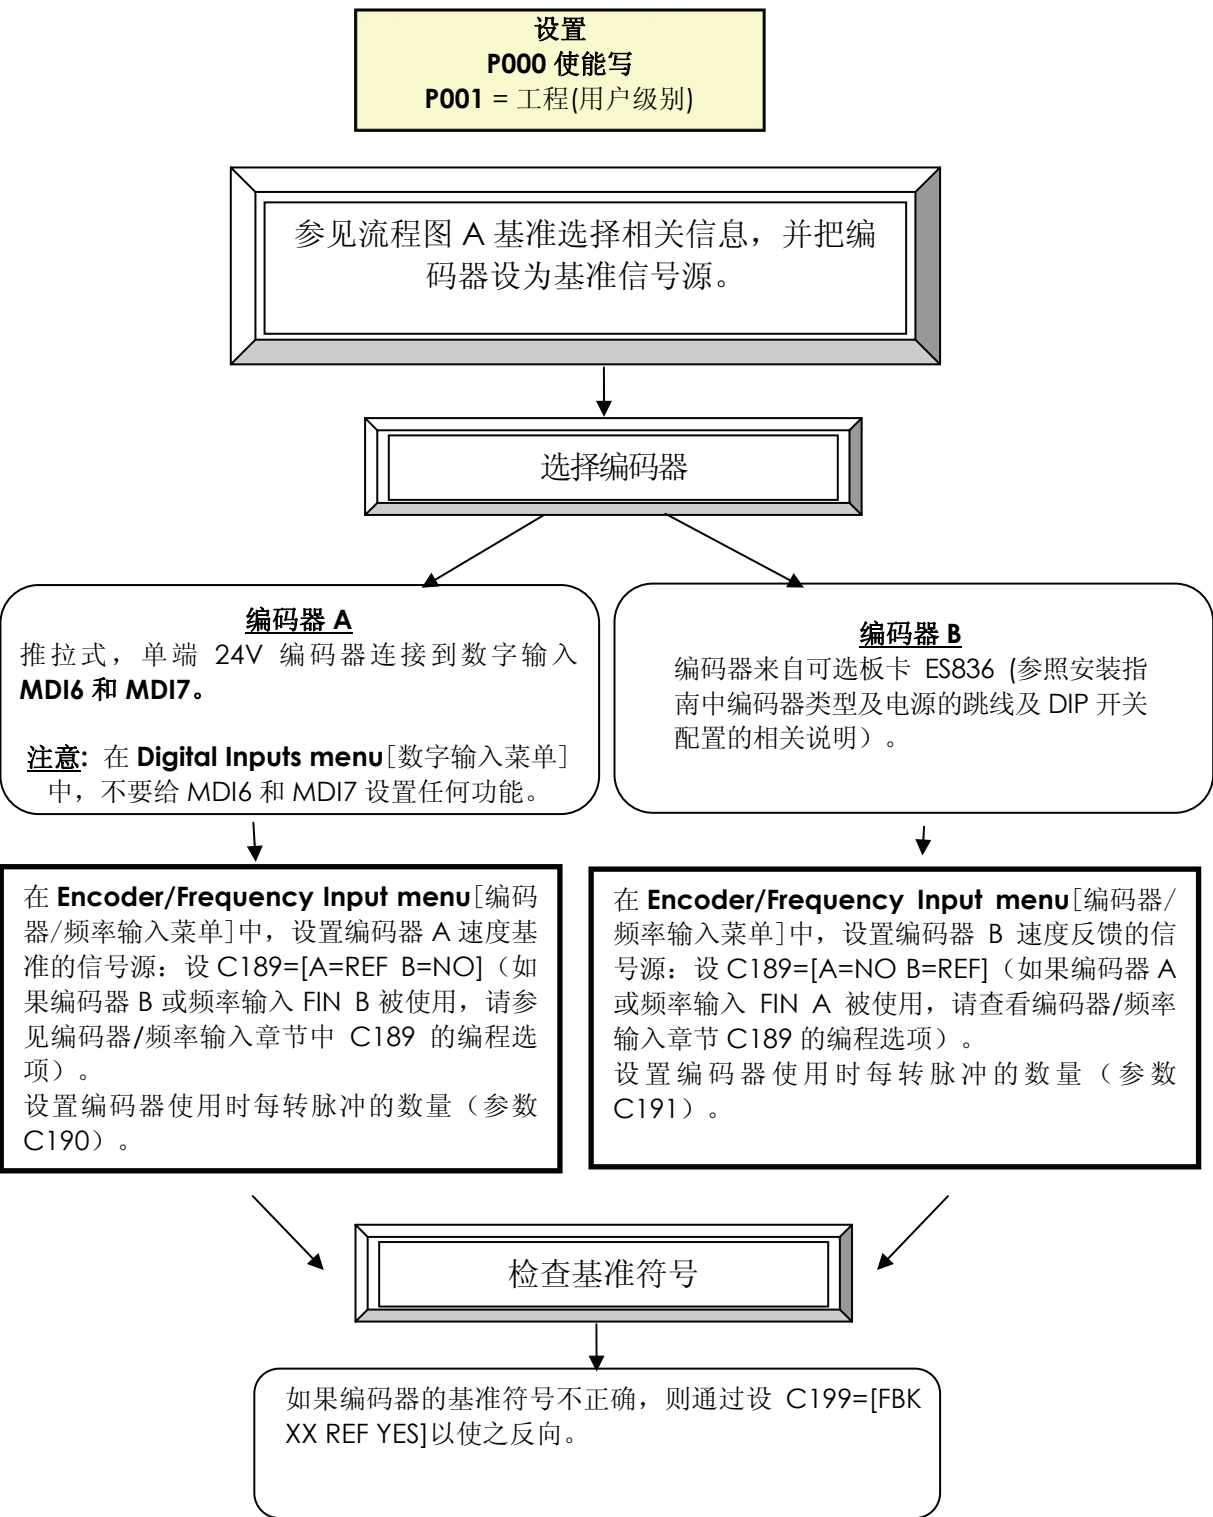 设置
P000 使能写
P001 = 工程(用户级别)
参见流程图 A 基准选择相关信息，并把编
码器设为基准信号源。
选择编码器
编码器 A
推拉式，单端 24V 编码器连接到数字输入
MDI6 和 MDI7。
注意: 在 Digital Inputs menu[数字输入菜单]
中，不要给 MDI6 和 MDI7 设置任何功能。
编码器 B
编码器来自可选板卡 ES836 (参照安装指
南中编码器类型及电源的跳线及 DIP 开关
配置的相关说明）。
在 Encoder/Frequency Input menu[编码
器/频率输入菜单]中，设置编码器 A 速度基
准的信号源：设 C189=[A=REF B=NO]（如
果编码器 B 或频率输入 FIN B 被使用，请参
见编码器/频率输入章节中 C189 的编程选
项）。
设置编码器使用时每转脉冲的数量（参数
C190）。
在 Encoder/Frequency Input menu[编码器/
频率输入菜单]中，设置编码器 B 速度反馈的信
号源：设 C189=[A=NO B=REF]（如果编码器 A
或频率输入 FIN A 被使用，请查看编码器/频率
输入章节 C189 的编程选项）。
设置编码器使用时每转脉冲的数量（参数
C191）。
检查基准符号
如果编码器的基准符号不正确，则通过设 C199=[FBK
XX REF YES]以使之反向。